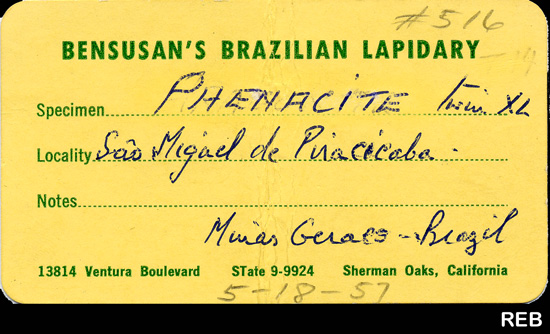 #516
BENSUSAN'S BRAZILIAN LAPIDARY
Specimen PHENACITE twin XL
Locality São Miguel de Piracicaba.
Notes
Minas Geraes - Brazil
13814 Ventura Boulevard STate 9-9924 Sherman Oaks, California
5-18-57
REB